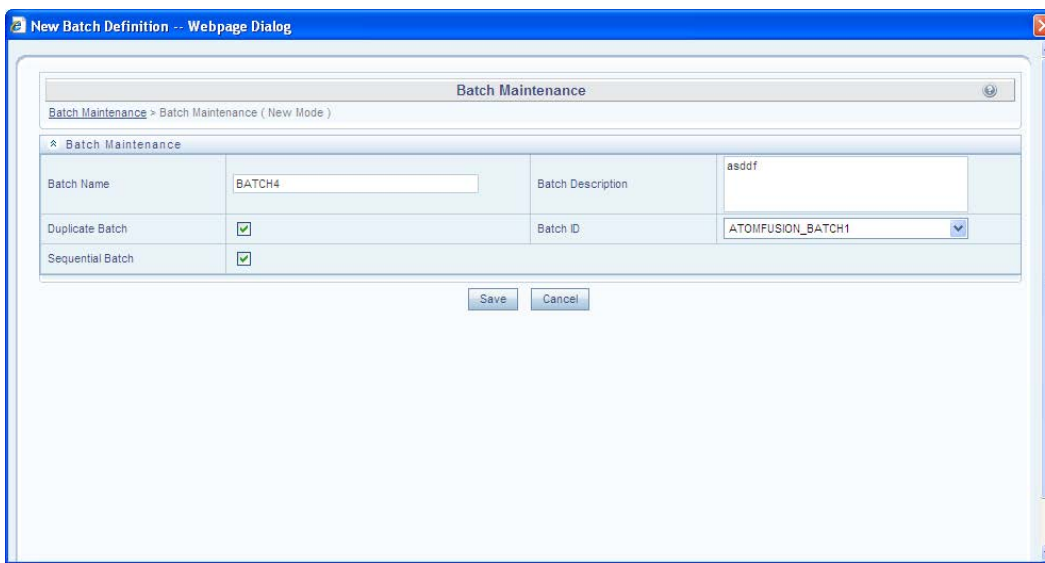 New Batch Definition -- Webpage Dialog
Batch Maintenance
Batch Maintenance > Batch Maintenance ( New Mode )
Batch Maintenance
Batch Name
BATCH4
Batch Description
asddf
Duplicate Batch
Batch ID
ATOMFUSION_BATCH1
Sequential Batch
Save
Cancel